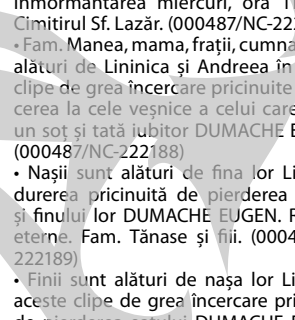 înmormântarea miercuri, ora 1
Cimitirul Sf. Lazăr. (000487/NC-222
• Fam. Manea, mama, frații, cumna
alături de Lininica și Andreea în
clipe de grea încercare pricinuite
cerea la cele veșnice a celui care
un soț și tată iubitor DUMACHE E
(000487/NC-222188)
• Nașii sunt alături de fina lor Li
durerea pricinuită de pierderea
și finului lor DUMACHE EUGEN. R
eterne. Fam. Tănase și fiii. (0004
222189)
• Finii sunt alături de nașa lor Li
aceste clipe de grea încercare pri
de pierderea soțului DUMACHE E